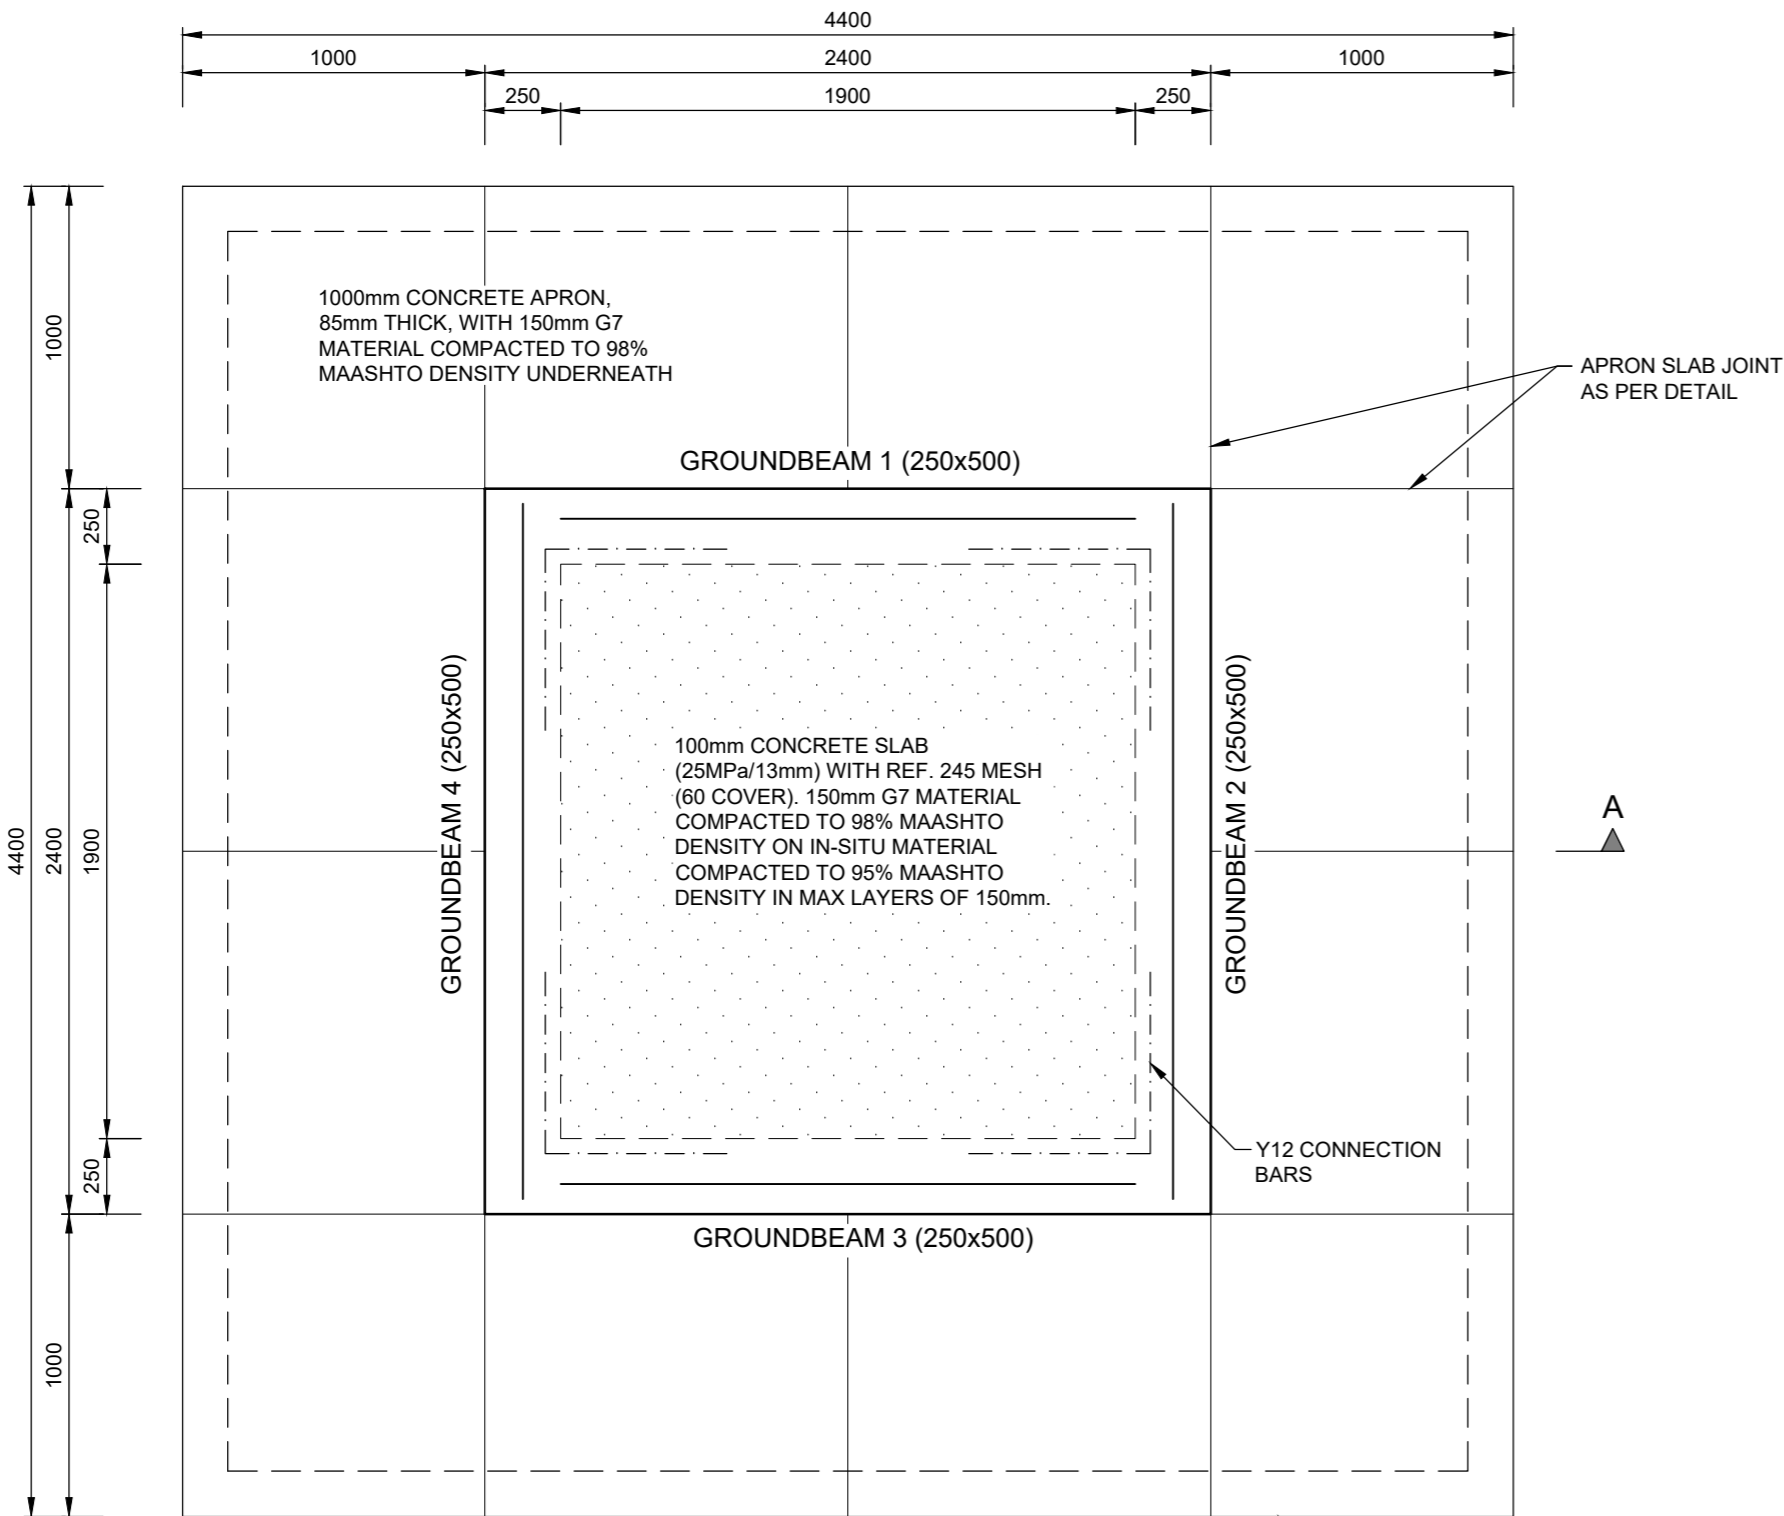 4400
1000
2400
1000
250
1900
250
1000CONCRETE APRON,
85mm THICK, WITH 150mm G7
MATERIAL COMPACTED TO 98%
MAASHTO DENSITY UNDERNEATH
APRON SLAB JOINT
AS PER DETAIL
GROUNDBEAM 1 (250x500)
4400
1000
2400
1000
250
1900
250
GROUNDBEAM 4 (250x500)
100mm CONCRETE SLAB
(25MPa/13mm) WITH REF. 245 MESH
(60 COVER). 150mm G7 MATERIAL
COMPACTED TO 98% MAASHTO
DENSITY ON IN-SITU MATERIAL
COMPACTED TO 95% MAASHTO
DENSITY IN MAX LAYERS OF 150mm.
GROUNDBEAM 2 (250x500)
A
Y12 CONNECTION
BARS
GROUNDBEAM 3 (250x500)